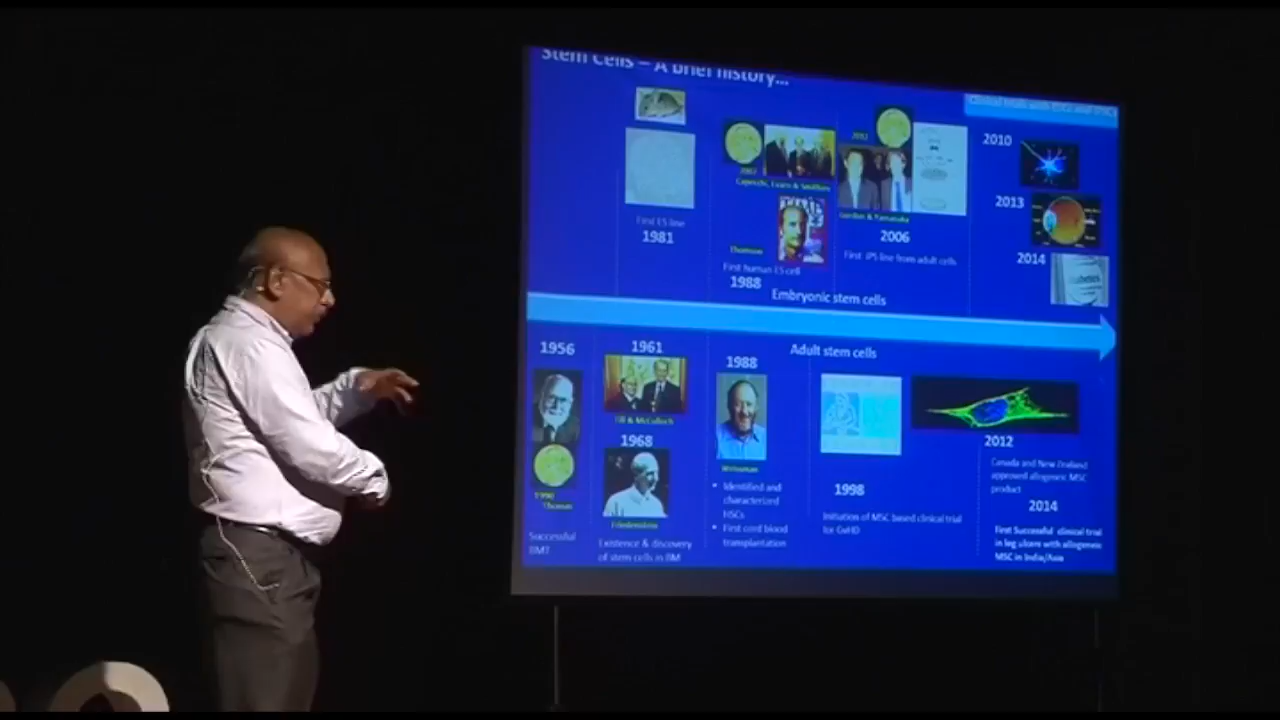 Stem Cells – A brief history...
Clinical trials with
2007
Capecchi, Evans & Smithies
2012
Gurdon & Yamanaka
2010
2013
First ES line
1981
Thomson
First human ES cell
1988
2006
First iPS line from adult cells
2014
diabetes
Embryonic stem cells
Adult stem cells
1956
1990
Thomas
Successful
BMT
1961
Till & McCulloch
1968
Friedenstein
Existence & discovery
of stem cells in BM
1988
Weissman
• Identified and
characterized
HSCs
• First cord blood
transplantation
1998
Initiation of MSC based clinical trial
for GvHD
2012
Canada and New Zealand
approved allogeneic MSC
product
2014
First Successful clinical trial
in leg ulcers with allogeneic
MSC in India/Asia